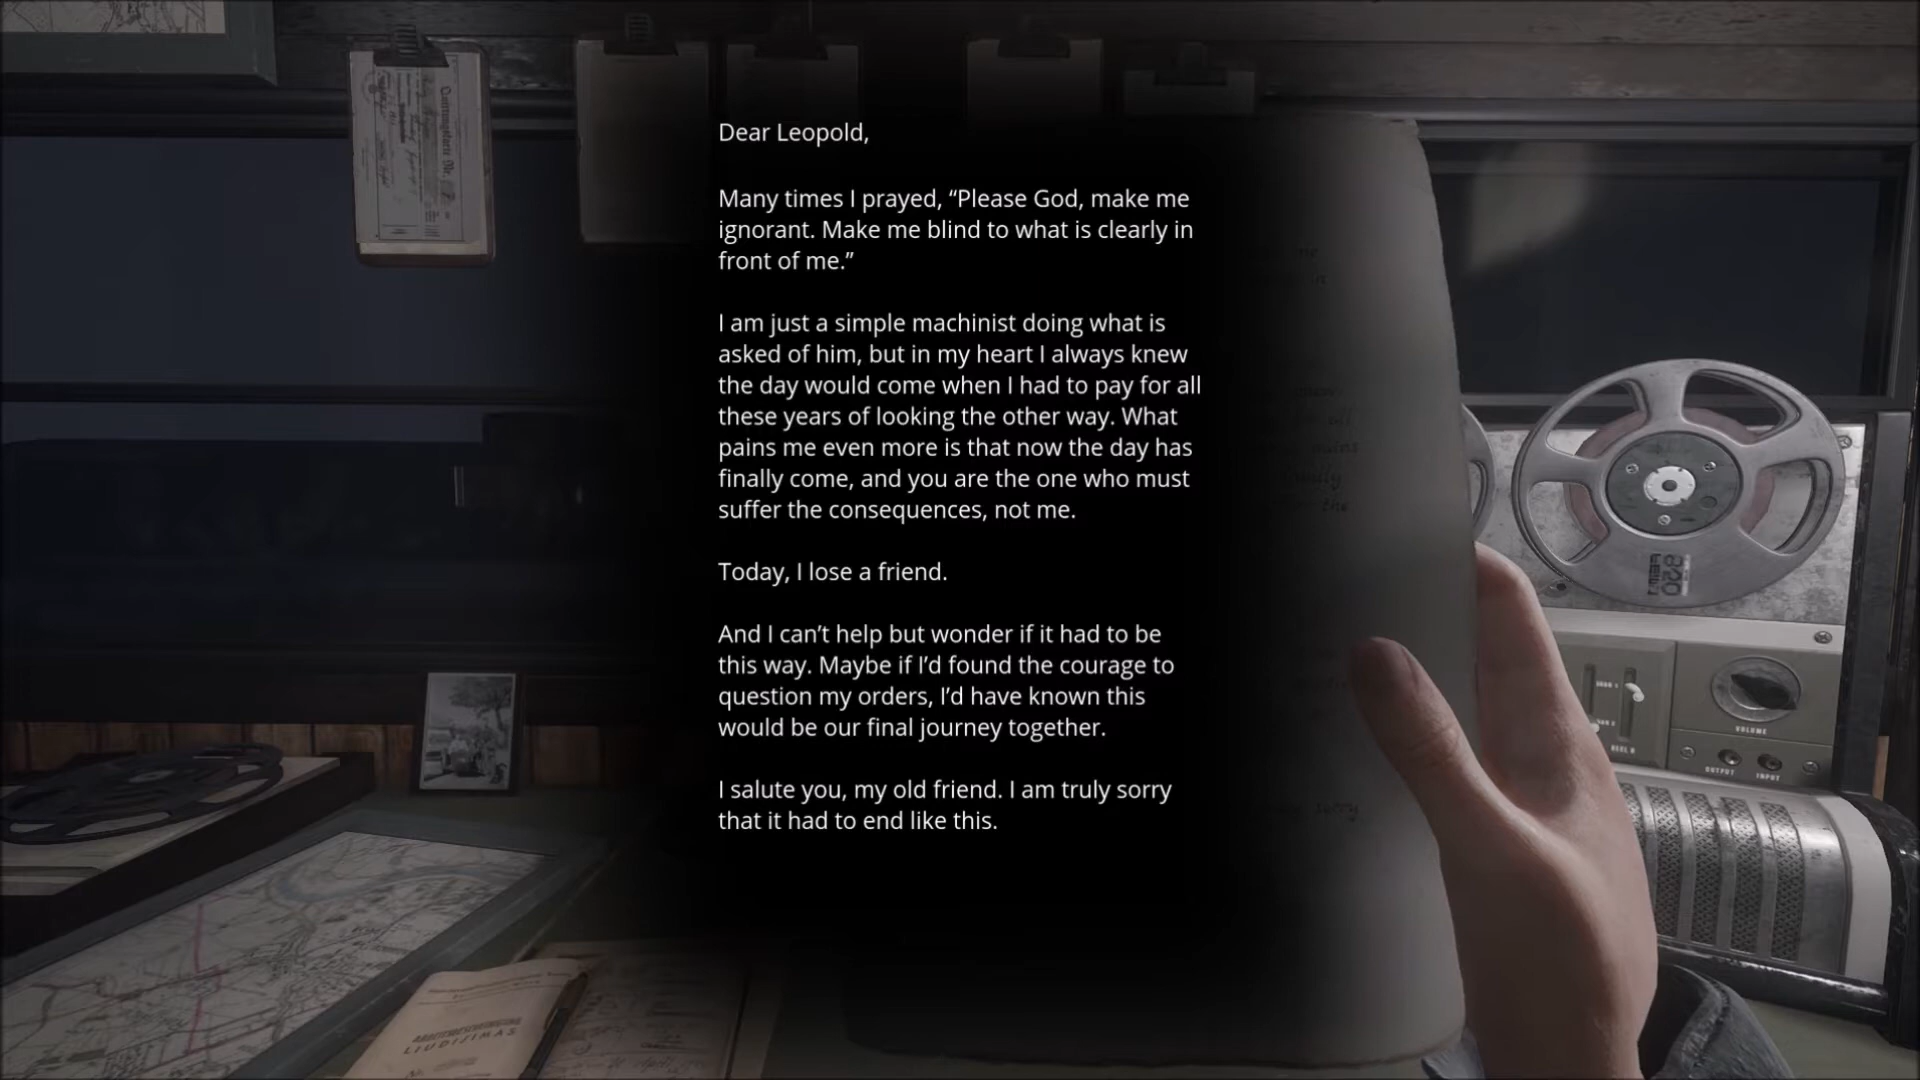 Quittungskarte Nr.
Dear Leopold,
Many times I prayed, “Please God, make me
ignorant. Make me blind to what is clearly in
front of me.”
I am just a simple machinist doing what is
asked of him, but in my heart I always knew
the day would come when I had to pay for all
these years of looking the other way. What
pains me even more is that now the day has
finally come, and you are the one who must
suffer the consequences, not me.
Today, I lose a friend.
And I can’t help but wonder if it had to be
this way. Maybe if I’d found the courage to
question my orders, I’d have known this
would be our final journey together.
I salute you, my old friend. I am truly sorry
that it had to end like this.
VOLUME
OUTPUT INPUT
LIUDIJIMAS